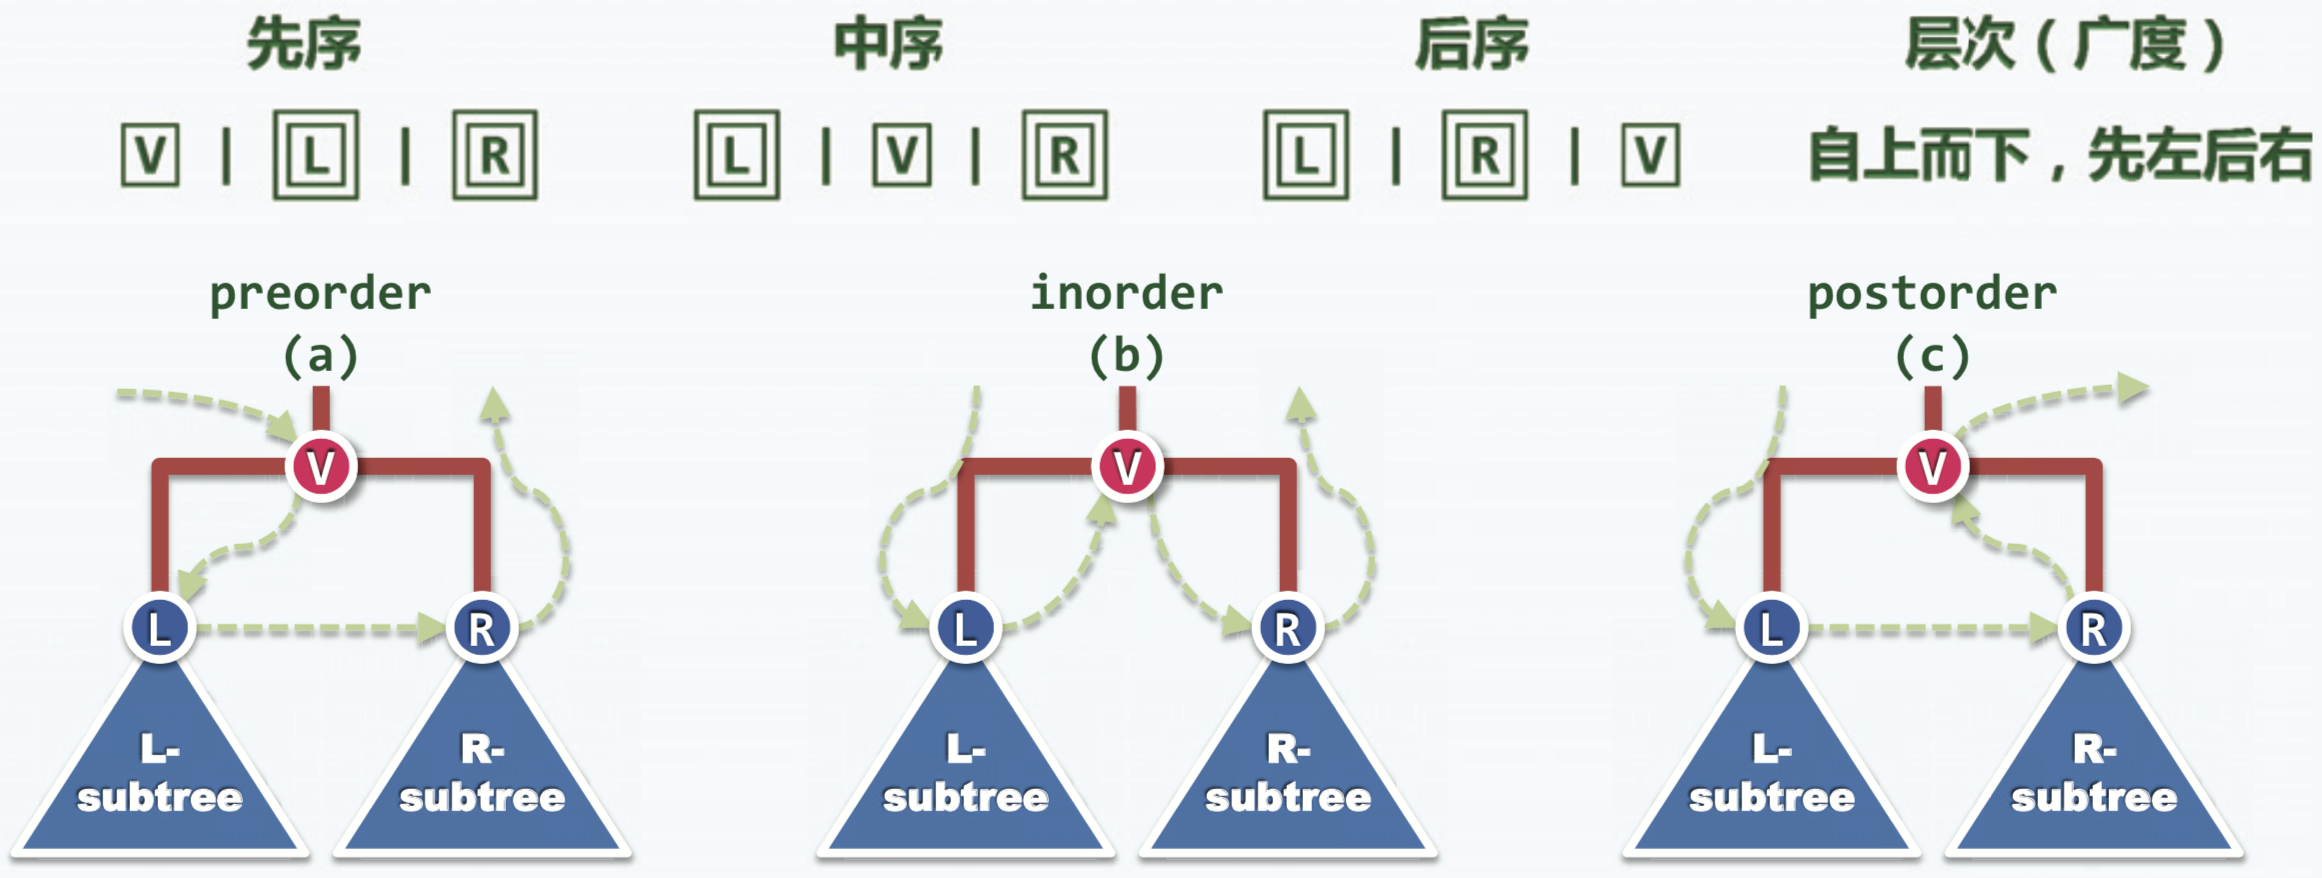 先序 中序 后序 层次（广度）
V | L | R L | V | R L | R | V 自上而下，先左后右
preorder inorder postorder
(a) (b) (c)
V V V
L R L R L R
L- R- L- R- L- R-
subtree subtree subtree subtree subtree subtree